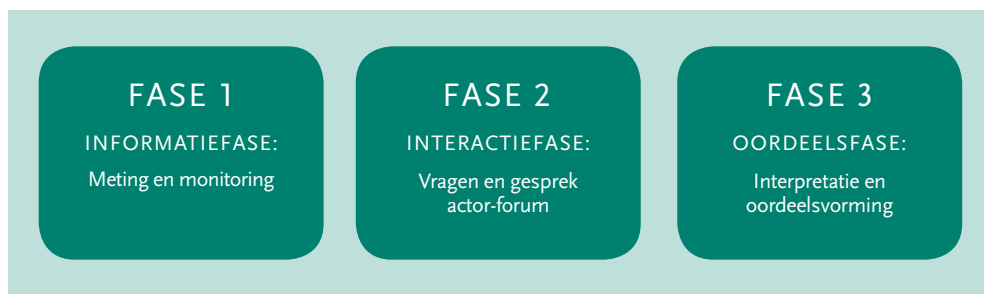 FASE 1
INFORMATIEFASE:
Meting en monitoring
FASE 2
INTERACTIEFASE:
Vragen en gesprek
actor-forum
FASE 3
OORDEELSFASE:
Interpretatie en
oordeelsvorming